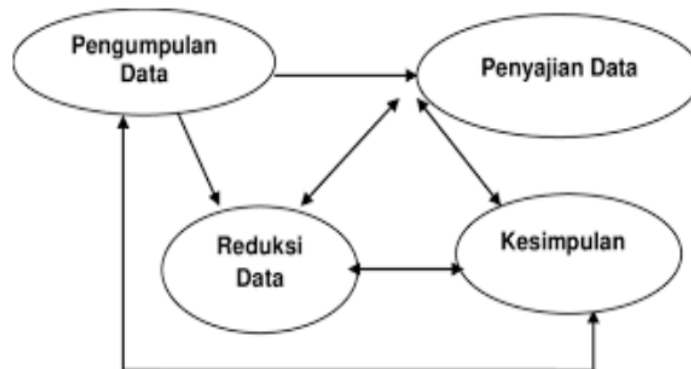 Pengumpulan
Data
Penyajian Data
Reduksi
Data
Kesimpulan